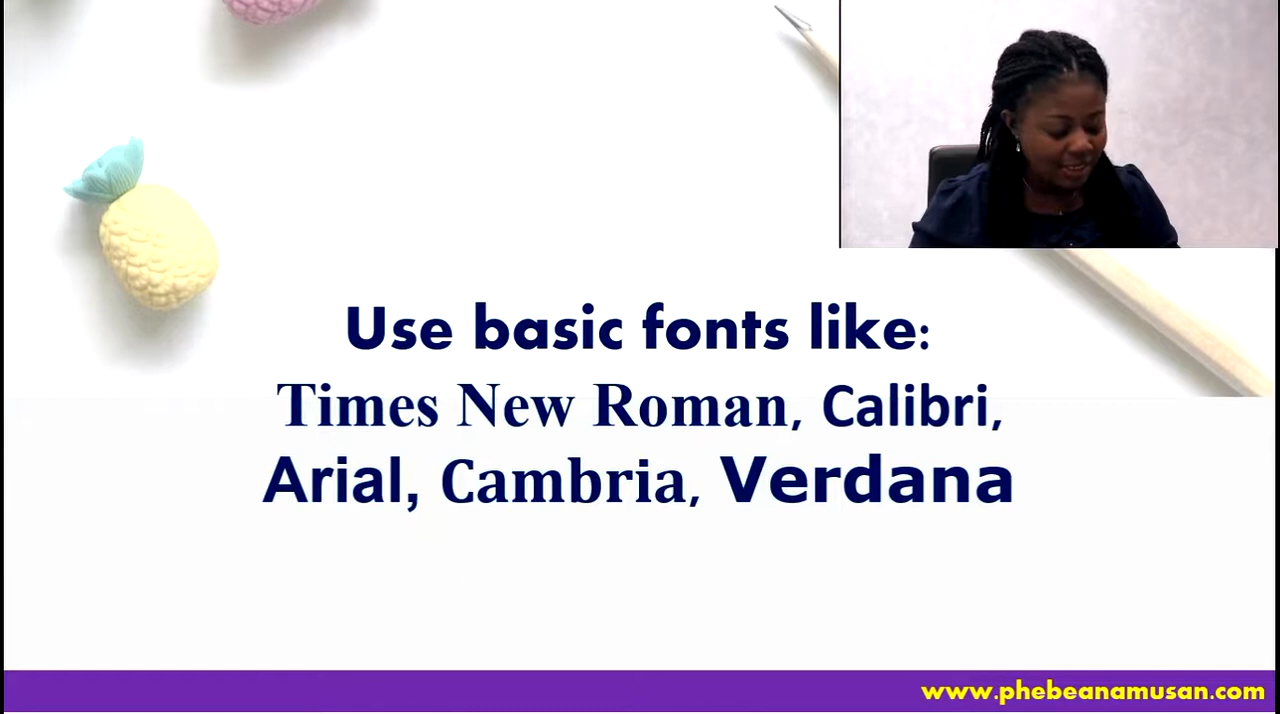 Use basic fonts like:
Times New Roman, Calibri,
Arial, Cambria, Verdana
www.phebeanamusan.com